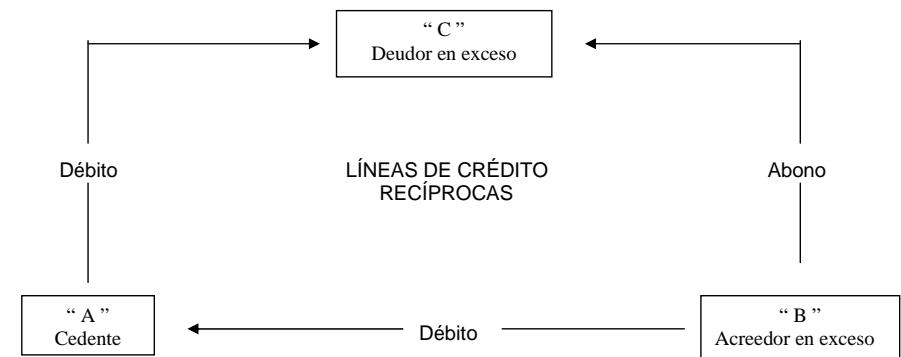 “ C ”
Deudor en exceso
Débito
LÍNEAS DE CRÉDITO
RECÍPROCAS
Abono
“ A ”
Cedente
Débito
“ B ”
Acreedor en exceso